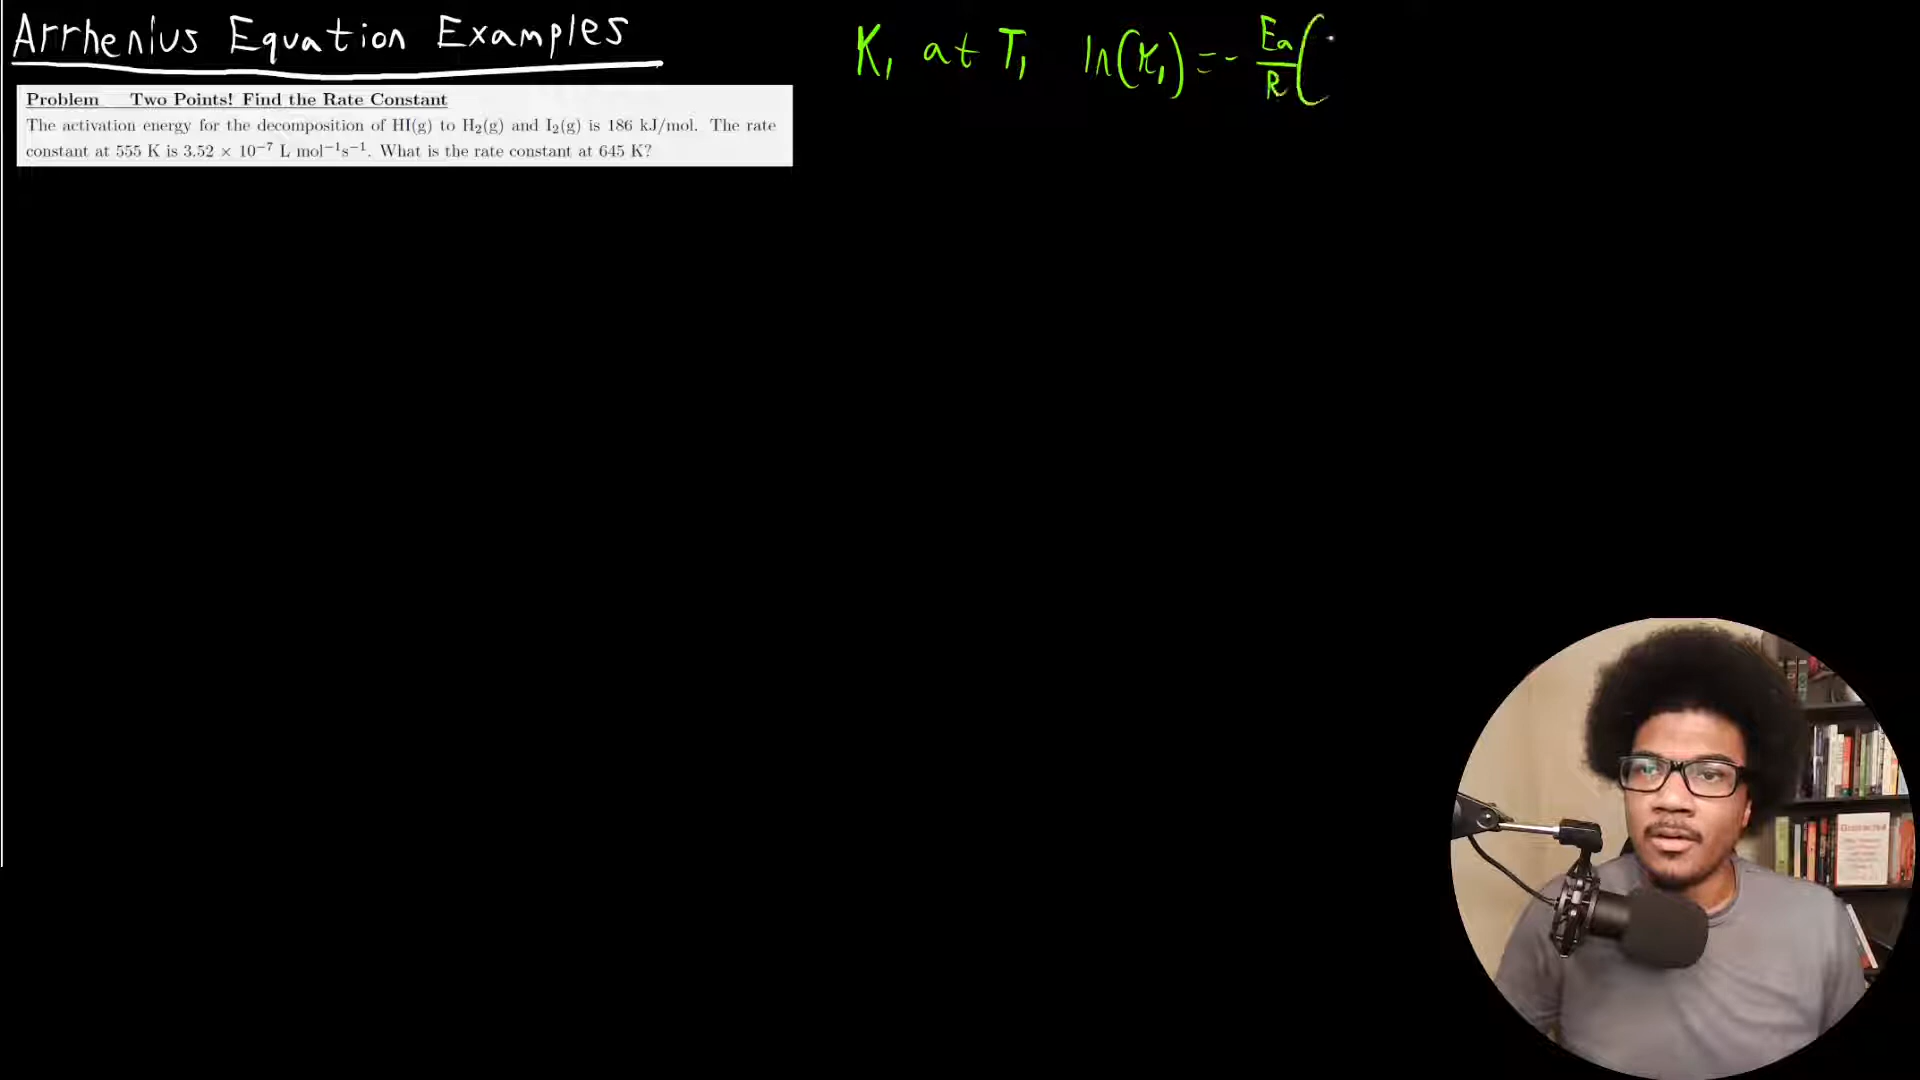 Arrhenius Equation Examples
K₁ at T₁ ln(K₁) = - Ea/R (
Problem Two Points! Find the Rate Constant
The activation energy for the decomposition of HI(g) to H₂(g) and I₂(g) is 186 kJ/mol. The rate
constant at 555 K is 3.52 × 10⁻⁷ L mol⁻¹s⁻¹. What is the rate constant at 645 K?